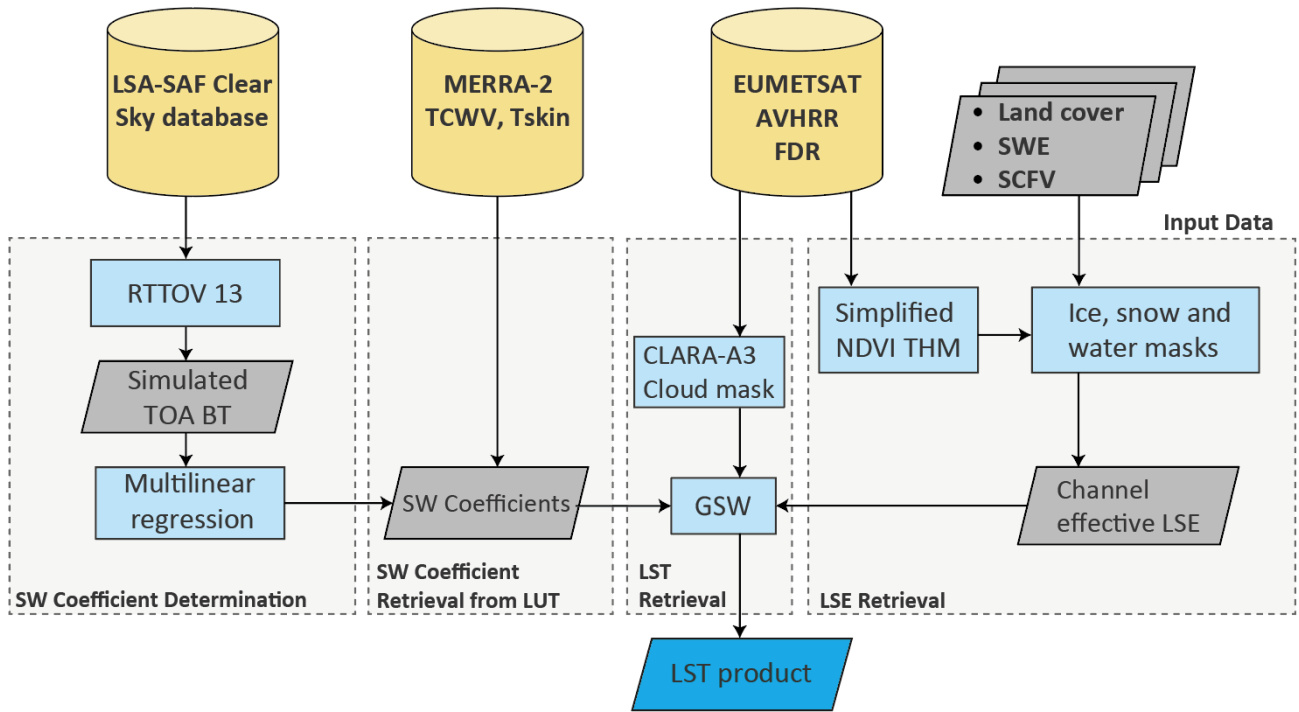 LSA-SAF Clear
Sky database
MERRA-2
TCWV, Tskin
EUMETSAT
AVHRR
FDR
• Land cover
• SWE
• SCFV
Input Data
RTTOV 13
Simulated
TOA BT
Multilinear
regression
SW Coefficient Determination
SW Coefficients
SW Coefficient
Retrieval from LUT
CLARA-A3
Cloud mask
GSW
LST
Retrieval
Simplified
NDVI THM
Ice, snow and
water masks
Channel
effective LSE
LSE Retrieval
LST product